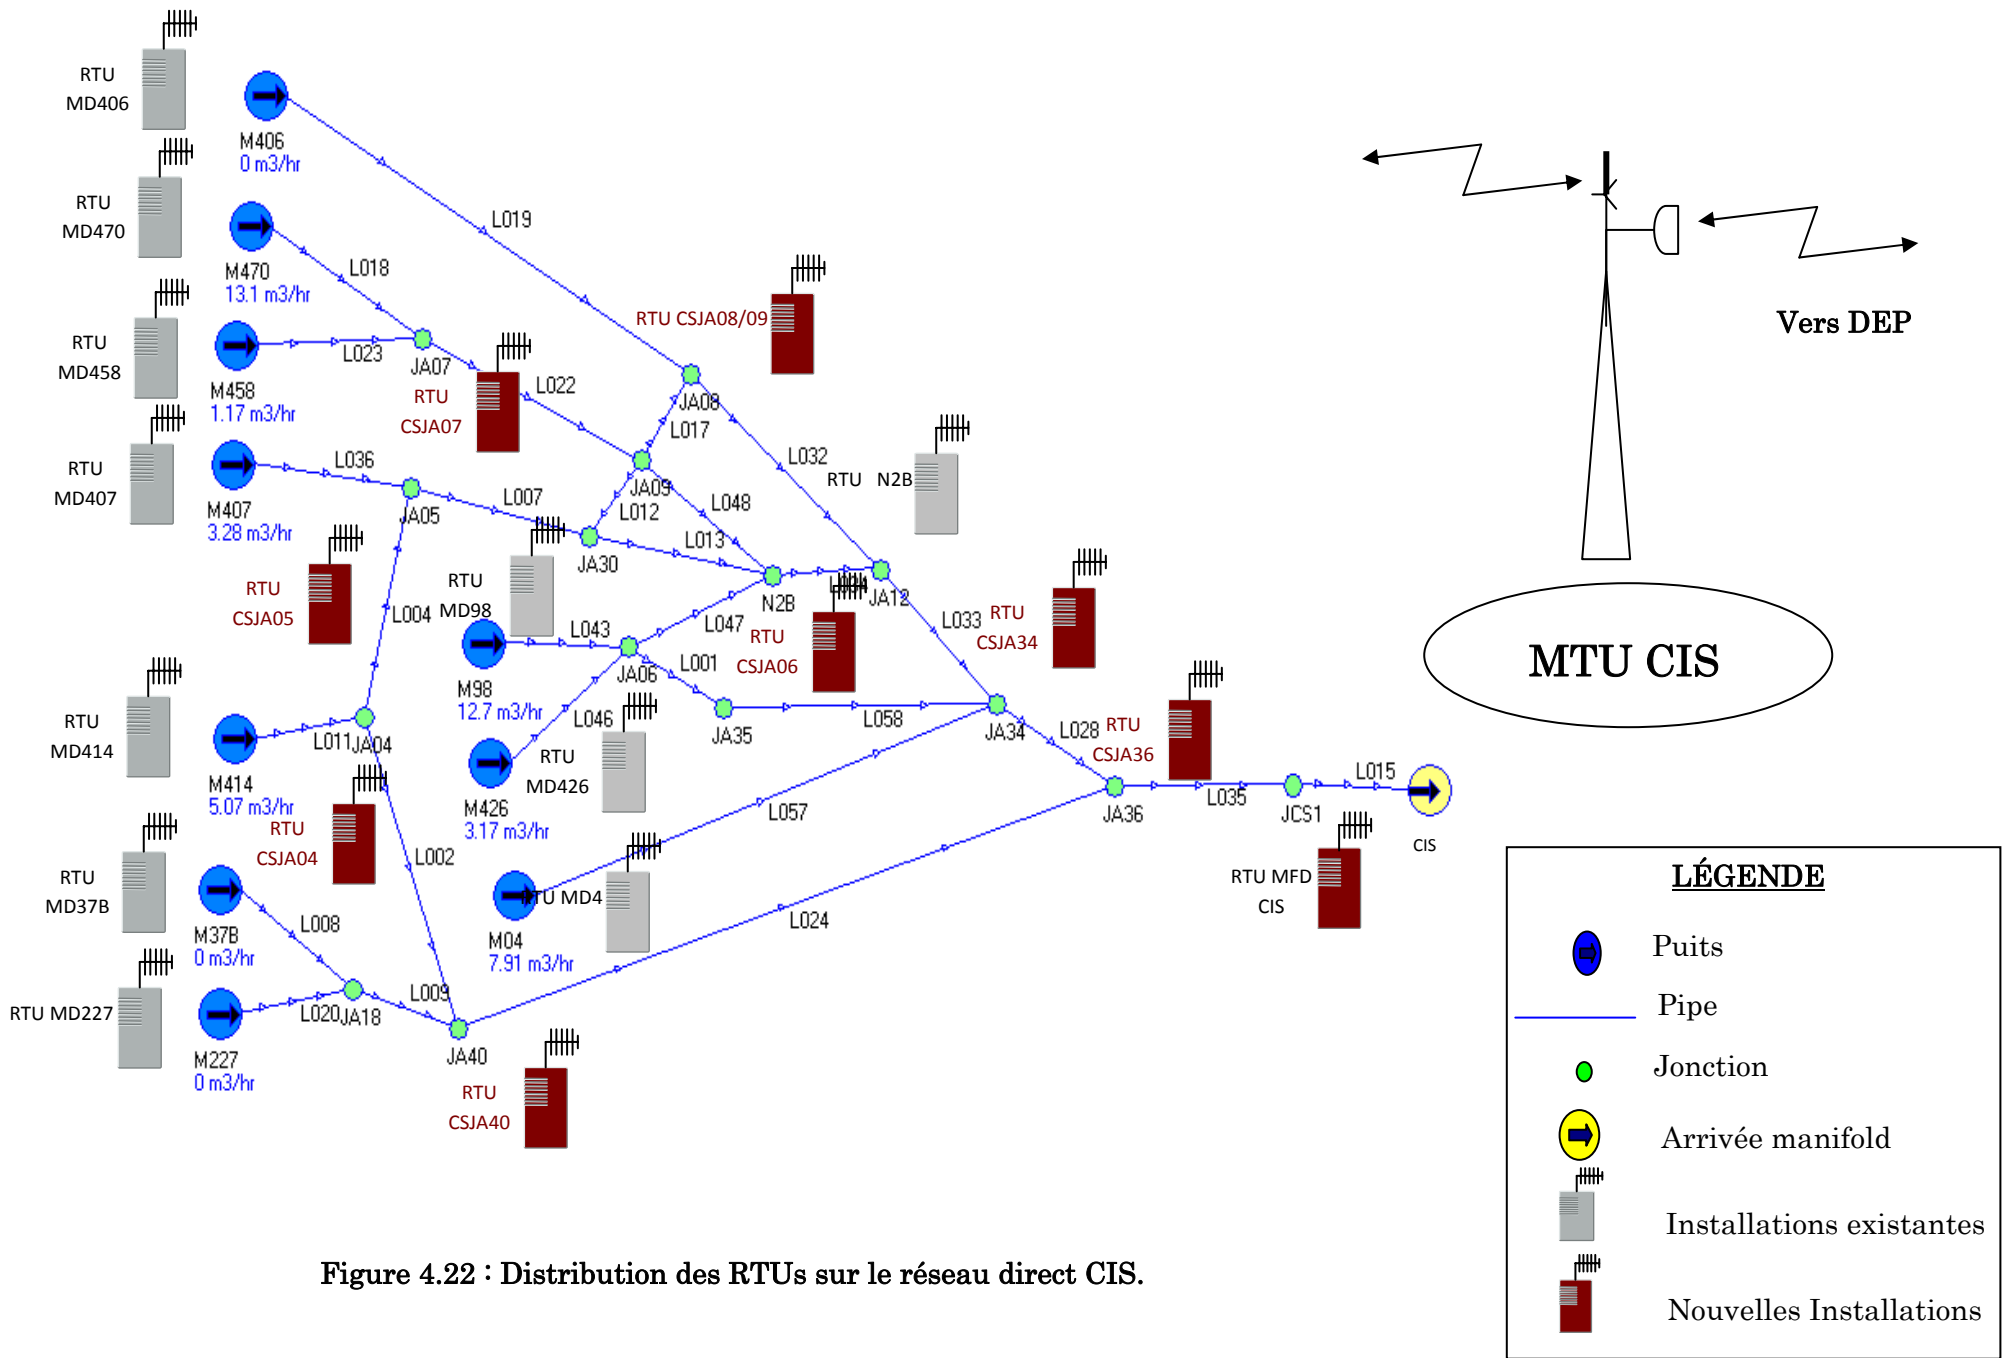 RTU
MD406
M406
0 m3/hr
RTU
MD470
M470
13.1 m3/hr
L019
L018
RTU
MD458
M458
1.17 m3/hr
L023
JA07
RTU
CSJA07
L022
RTU CSJA08/09
JA08
L017
L032
RTU
MD407
M407
3.28 m3/hr
L036
JA05
L007
JA09
L012
L048
L013
JA30
RTU N2B
N2B
L034
JA12
RTU
CSJA05
L004
RTU
MD98
M98
12.7 m3/hr
L043
JA06
L047
L001
RTU
CSJA06
L033
RTU
CSJA34
JA34
RTU
MD414
M414
5.07 m3/hr
L011
JA04
L046
M426
3.17 m3/hr
RTU
MD426
JA35
L058
L028
RTU
CSJA36
JA36
L035
JCS1
L015
CIS
RTU
CSJA04
L002
L057
RTU MD4
M04
7.91 m3/hr
L024
RTU MFD
CIS
RTU
MD37B
M37B
0 m3/hr
L008
RTU MD227
M227
0 m3/hr
L020
JA18
L009
JA40
RTU
CSJA40
Vers DEP
MTU CIS
LÉGENDE
Puits
Pipe
Jonction
Arrivée manifold
Installations existantes
Nouvelles Installations
Figure 4.22 : Distribution des RTUs sur le réseau direct CIS.